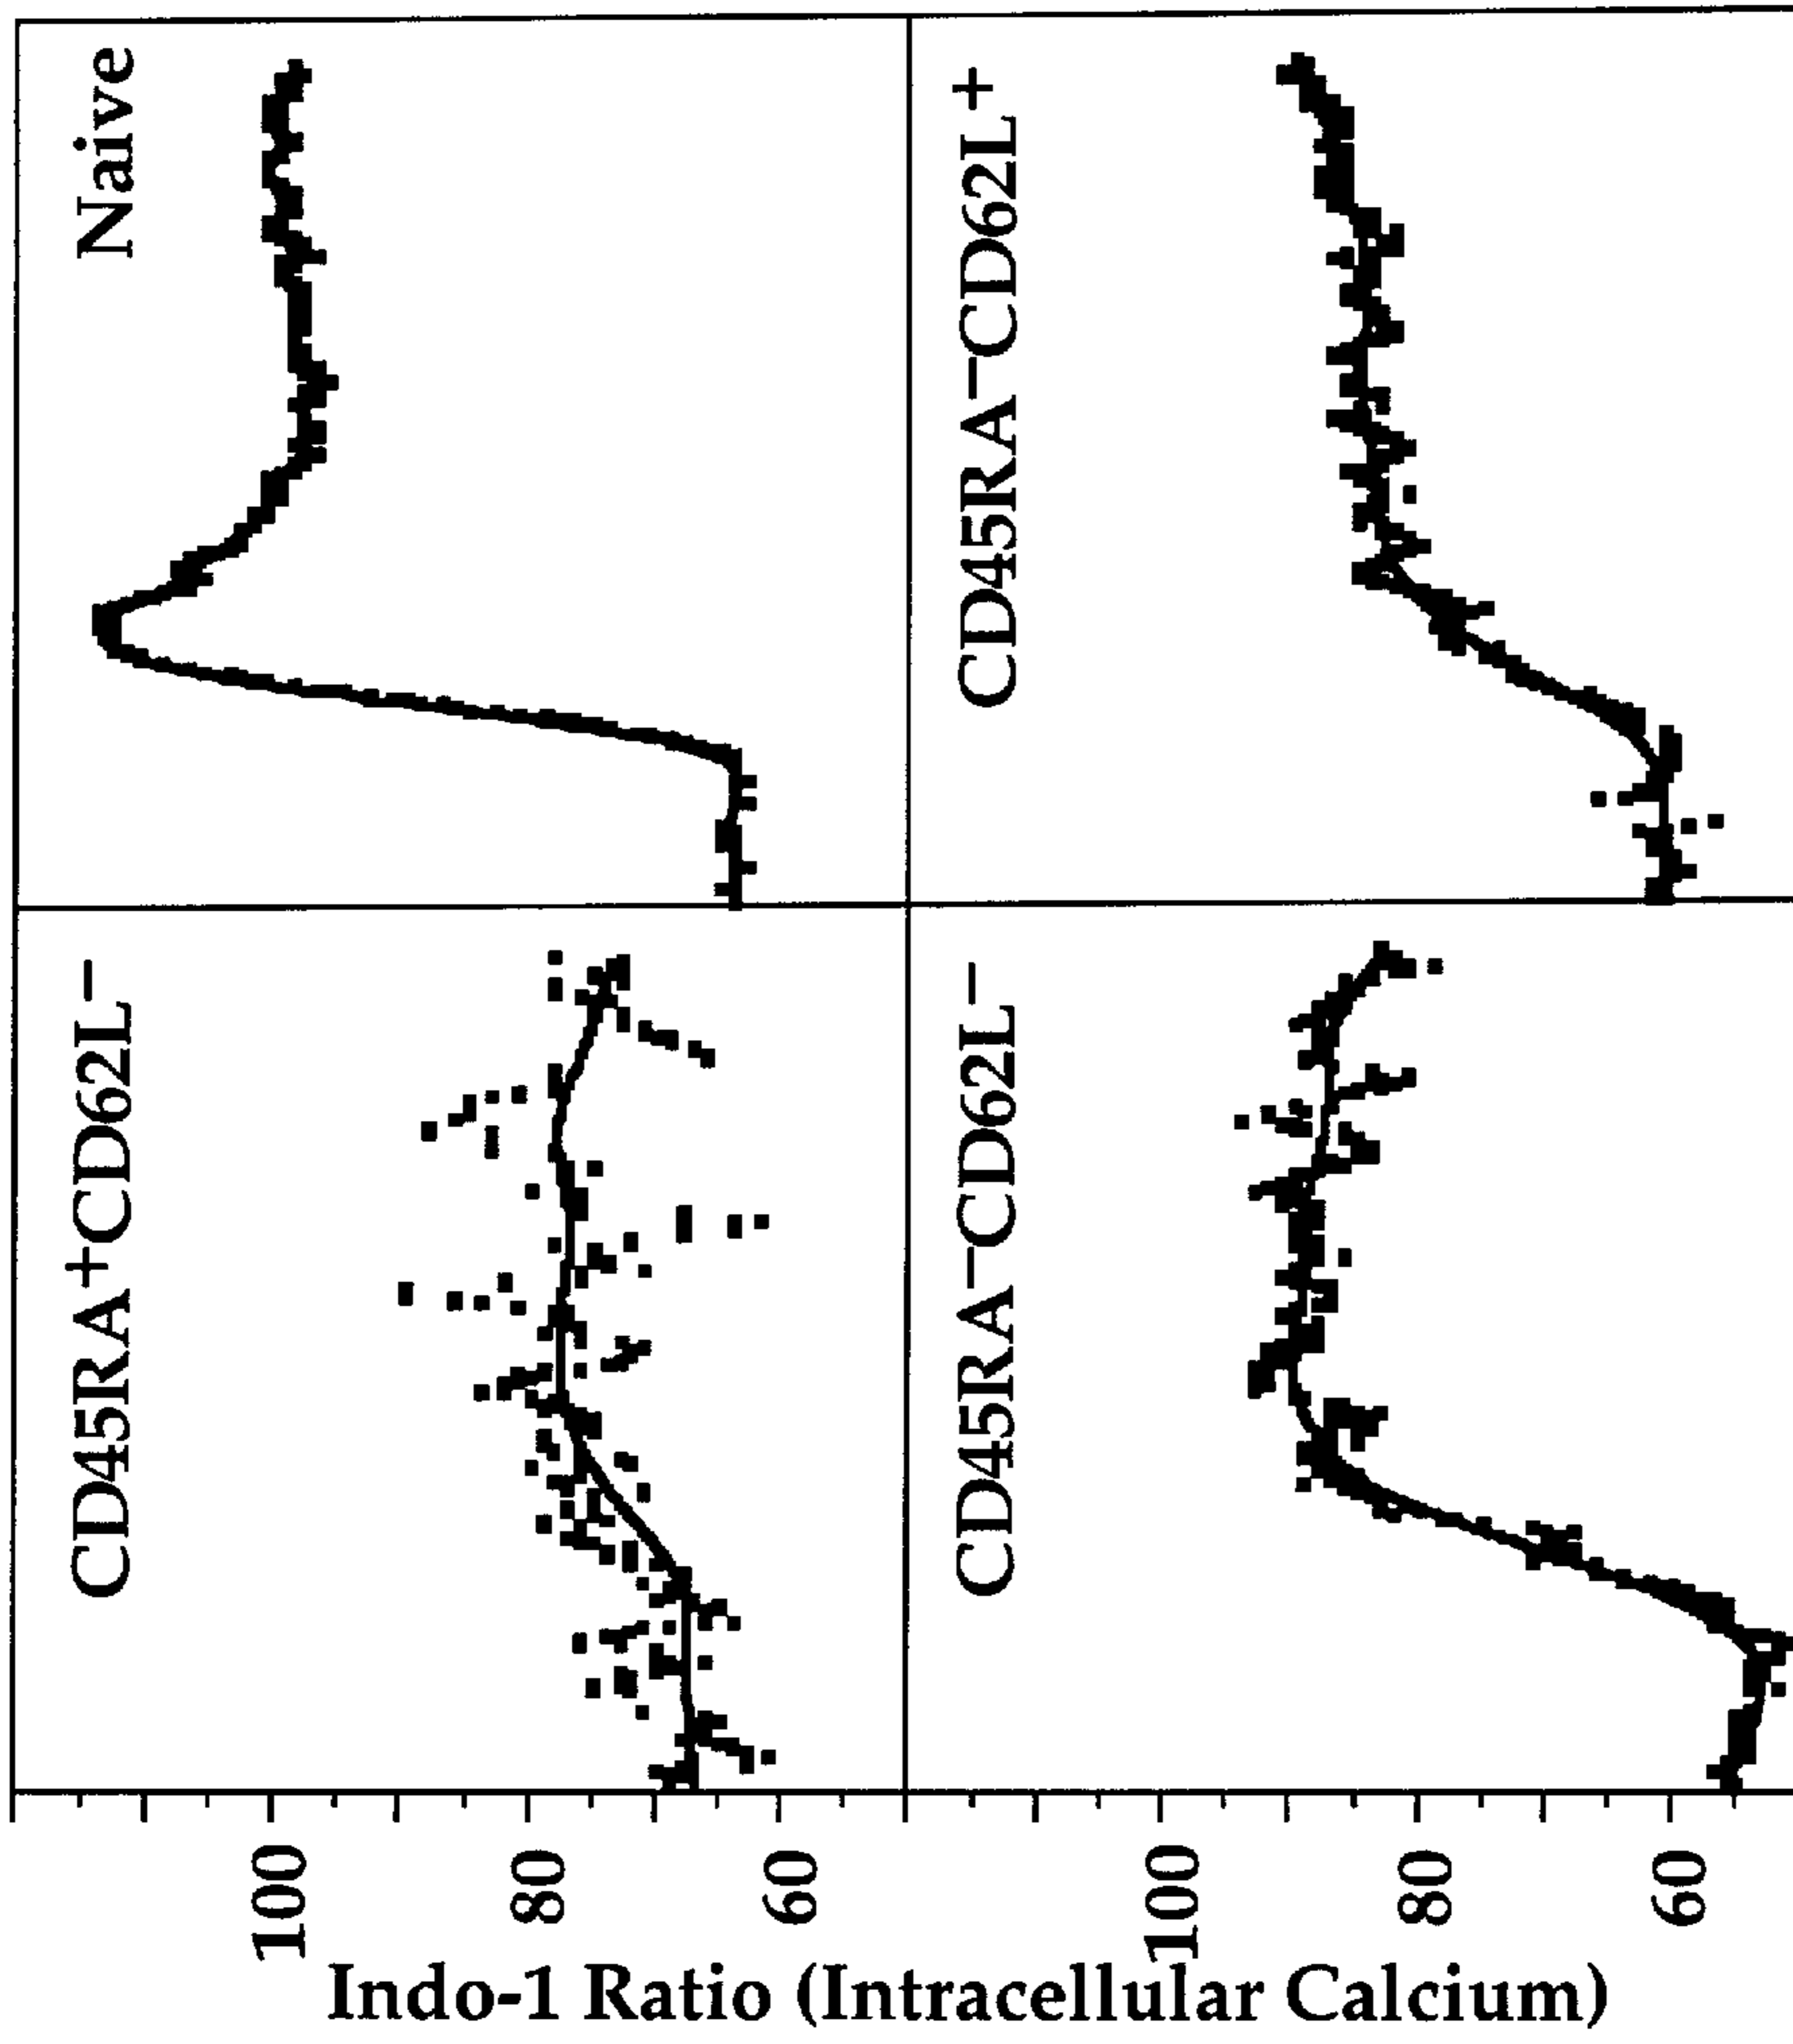 CD45RA+CD62L−
Naive
CD45RA−CD62L−
CD45RA−CD62L+
100
80
60
100
80
60
Indo-1 Ratio (Intracellular Calcium)